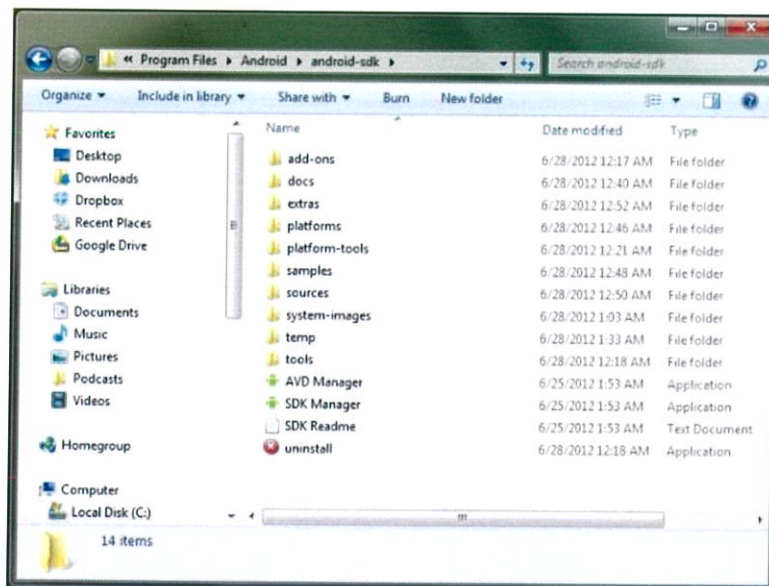 « Program Files ▸ Android ▸ android-sdk ▸ Search android-sdk
Organize ▾ Include in library ▾ Share with ▾ Burn New folder
Favorites
Desktop
Downloads
Dropbox
Recent Places
Google Drive
Libraries
Documents
Music
Pictures
Podcasts
Videos
Homegroup
Computer
Local Disk (C:)
Name Date modified Type
add-ons 6/28/2012 12:17 AM File folder
docs 6/28/2012 12:40 AM File folder
extras 6/28/2012 12:52 AM File folder
platforms 6/28/2012 12:46 AM File folder
platform-tools 6/28/2012 12:21 AM File folder
samples 6/28/2012 12:48 AM File folder
sources 6/28/2012 12:50 AM File folder
system-images 6/28/2012 1:03 AM File folder
temp 6/28/2012 1:33 AM File folder
tools 6/28/2012 12:18 AM File folder
AVD Manager 6/25/2012 1:53 AM Application
SDK Manager 6/25/2012 1:53 AM Application
SDK Readme 6/25/2012 1:53 AM Text Document
uninstall 6/28/2012 12:18 AM Application
14 items